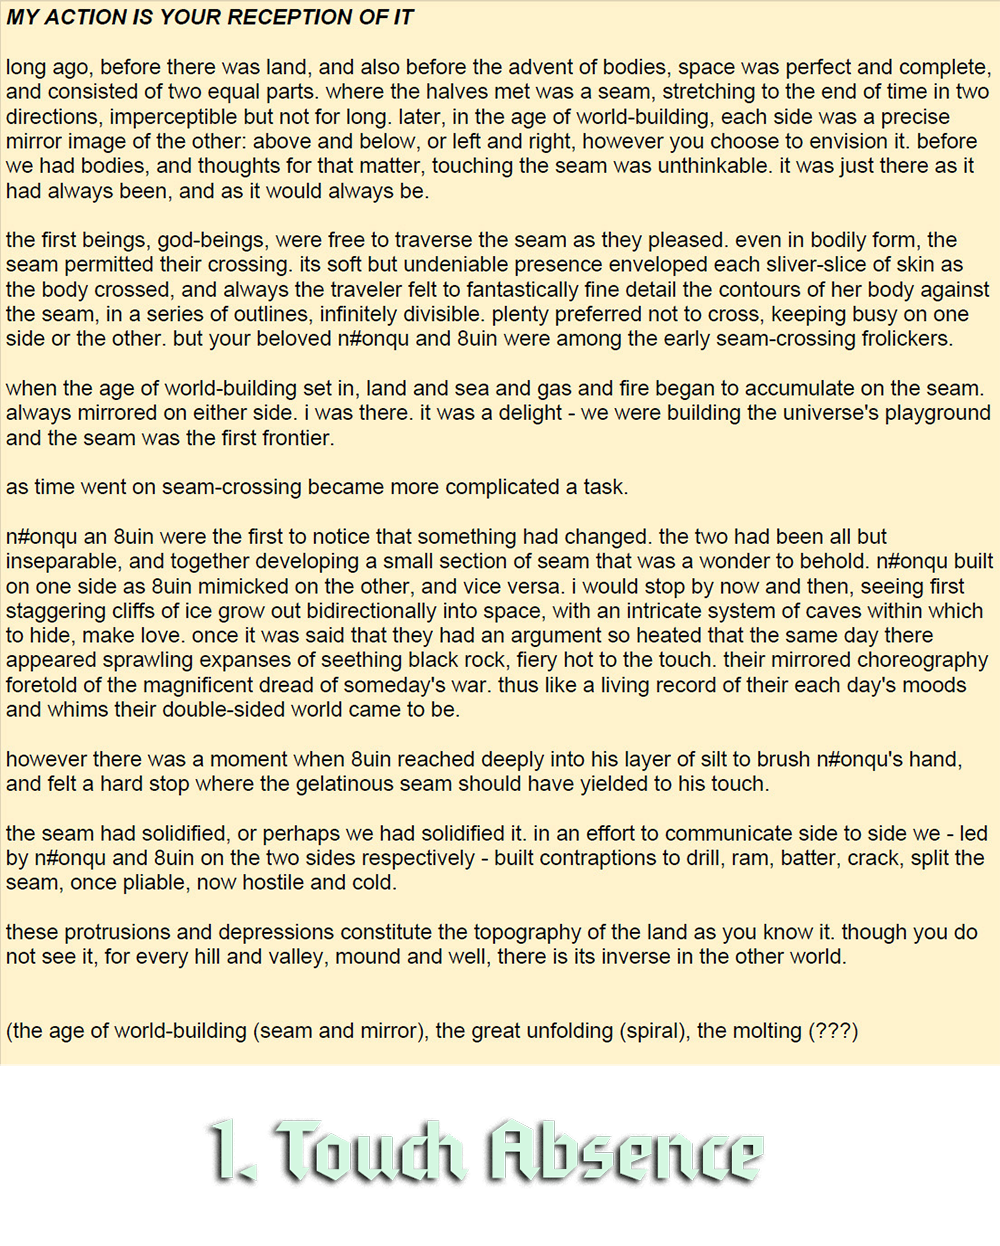 MY ACTION IS YOUR RECEPTION OF IT
long ago, before there was land, and also before the advent of bodies, space was perfect and complete,
and consisted of two equal parts. where the halves met was a seam, stretching to the end of time in two
directions, imperceptible but not for long. later, in the age of world-building, each side was a precise
mirror image of the other: above and below, or left and right, however you choose to envision it. before
we had bodies, and thoughts for that matter, touching the seam was unthinkable. it was just there as it
had always been, and as it would always be.
the first beings, god-beings, were free to traverse the seam as they pleased. even in bodily form, the
seam permitted their crossing. its soft but undeniable presence enveloped each sliver-slice of skin as
the body crossed, and always the traveler felt to fantastically fine detail the contours of her body against
the seam, in a series of outlines, infinitely divisible. plenty preferred not to cross, keeping busy on one
side or the other. but your beloved n#onqu and 8uin were among the early seam-crossing frolickers.
when the age of world-building set in, land and sea and gas and fire began to accumulate on the seam.
always mirrored on either side. i was there. it was a delight - we were building the universe's playground
and the seam was the first frontier.
as time went on seam-crossing became more complicated a task.
n#onqu an 8uin were the first to notice that something had changed. the two had been all but
inseparable, and together developing a small section of seam that was a wonder to behold. n#onqu built
on one side as 8uin mimicked on the other, and vice versa. i would stop by now and then, seeing first
staggering cliffs of ice grow out bidirectionally into space, with an intricate system of caves within which
to hide, make love. once it was said that they had an argument so heated that the same day there
appeared sprawling expanses of seething black rock, fiery hot to the touch. their mirrored choreography
foretold of the magnificent dread of someday's war. thus like a living record of their each day's moods
and whims their double-sided world came to be.
however there was a moment when 8uin reached deeply into his layer of silt to brush n#onqu's hand,
and felt a hard stop where the gelatinous seam should have yielded to his touch.
the seam had solidified, or perhaps we had solidified it. in an effort to communicate side to side we - led
by n#onqu and 8uin on the two sides respectively - built contraptions to drill, ram, batter, crack, split the
seam, once pliable, now hostile and cold.
these protrusions and depressions constitute the topography of the land as you know it. though you do
not see it, for every hill and valley, mound and well, there is its inverse in the other world.
(the age of world-building (seam and mirror), the great unfolding (spiral), the molting (???)
1. Touch Absence